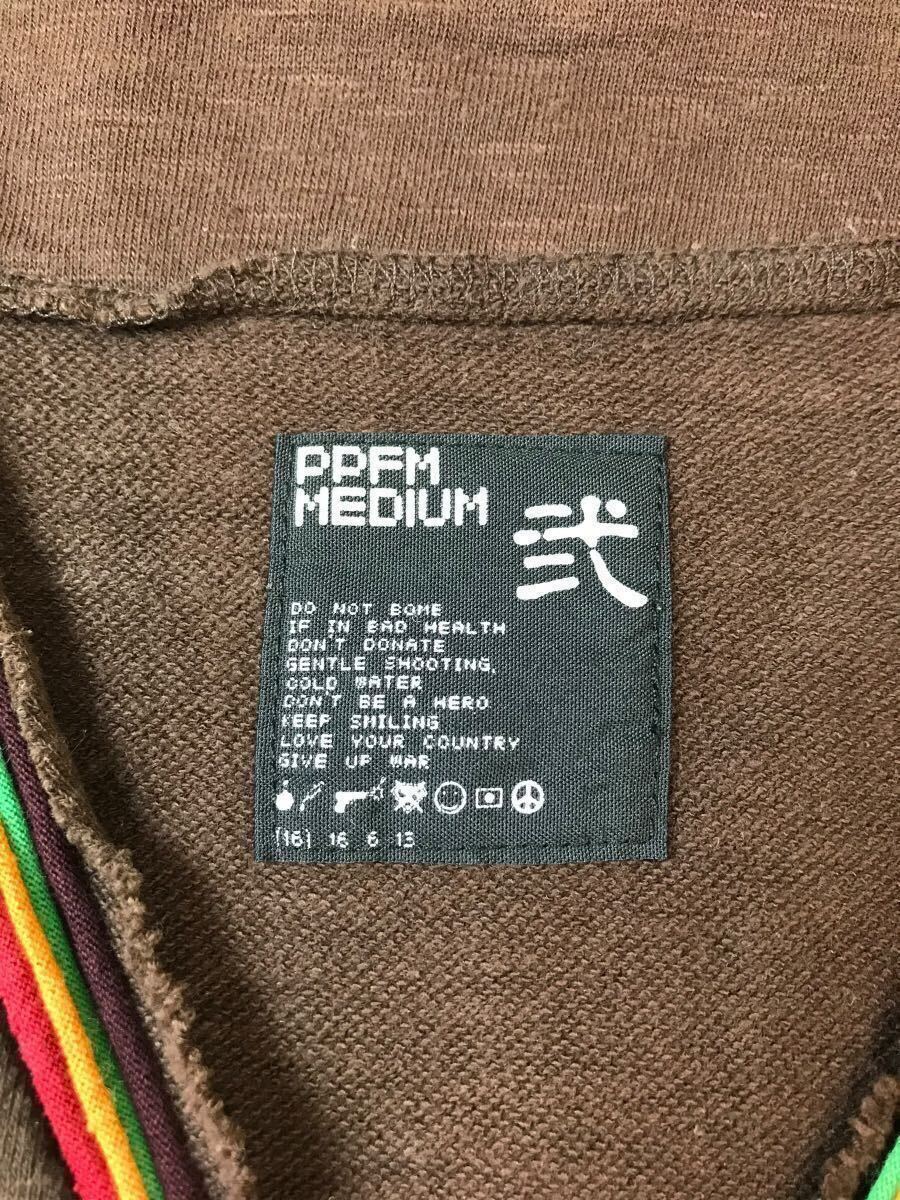 PPFM
MEDIUM
弐
DO NOT BOME
IF IN BAD HEALTH
DON'T DONATE
GENTLE SHOOTING,
COLD WATER
DON'T BE A HERO
KEEP SMILING
LOVE YOUR COUNTRY
GIVE UP WAR
(16) 16 6 13